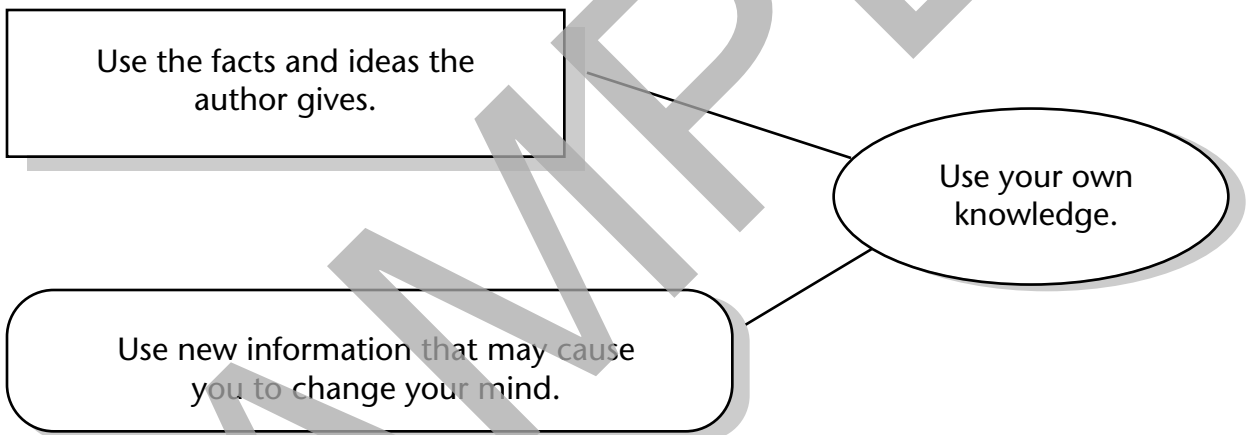 Use the facts and ideas the
author gives.
Use your own
knowledge.
Use new information that may cause
you to change your mind.